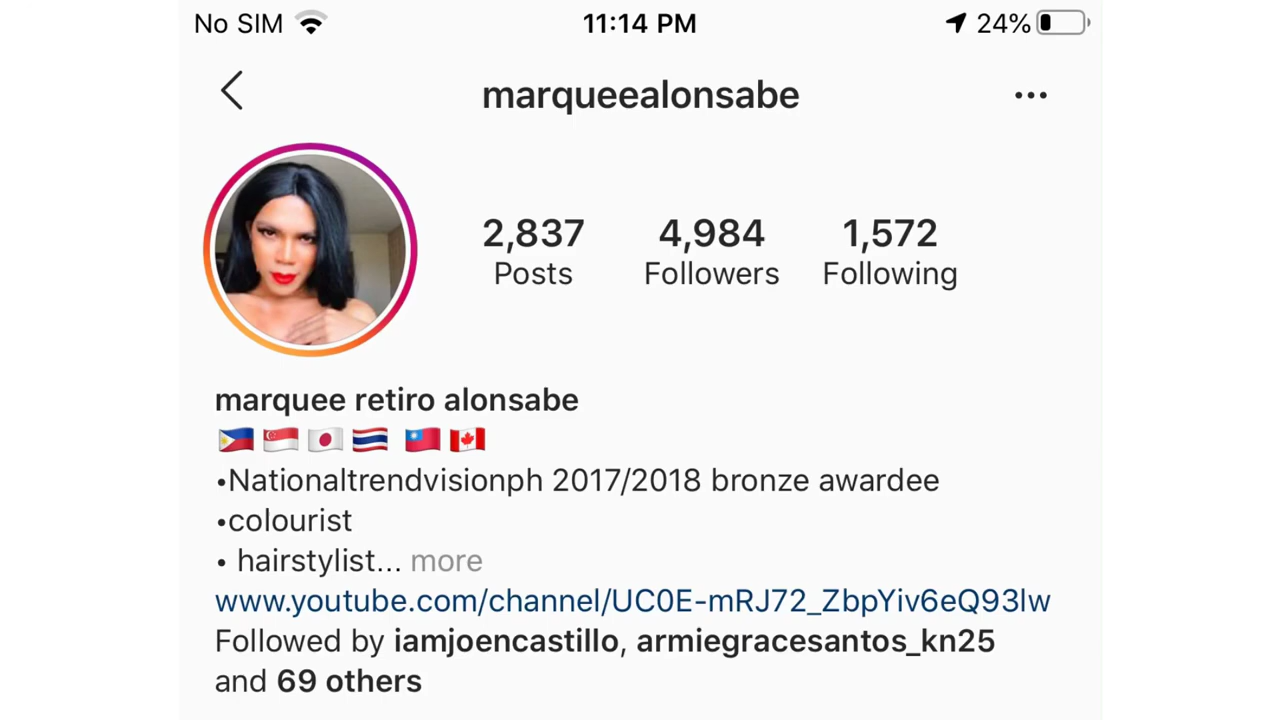 No SIM 11:14 PM 24%
marqueealonsabe
2,837 4,984 1,572
Posts Followers Following
marquee retiro alonsabe
•Nationaltrendvisionph 2017/2018 bronze awardee
•colourist
• hairstylist... more
www.youtube.com/channel/UC0E-mRJ72_ZbpYiv6eQ93lw
Followed by iamjoencastillo, armiegracesantos_kn25
and 69 others